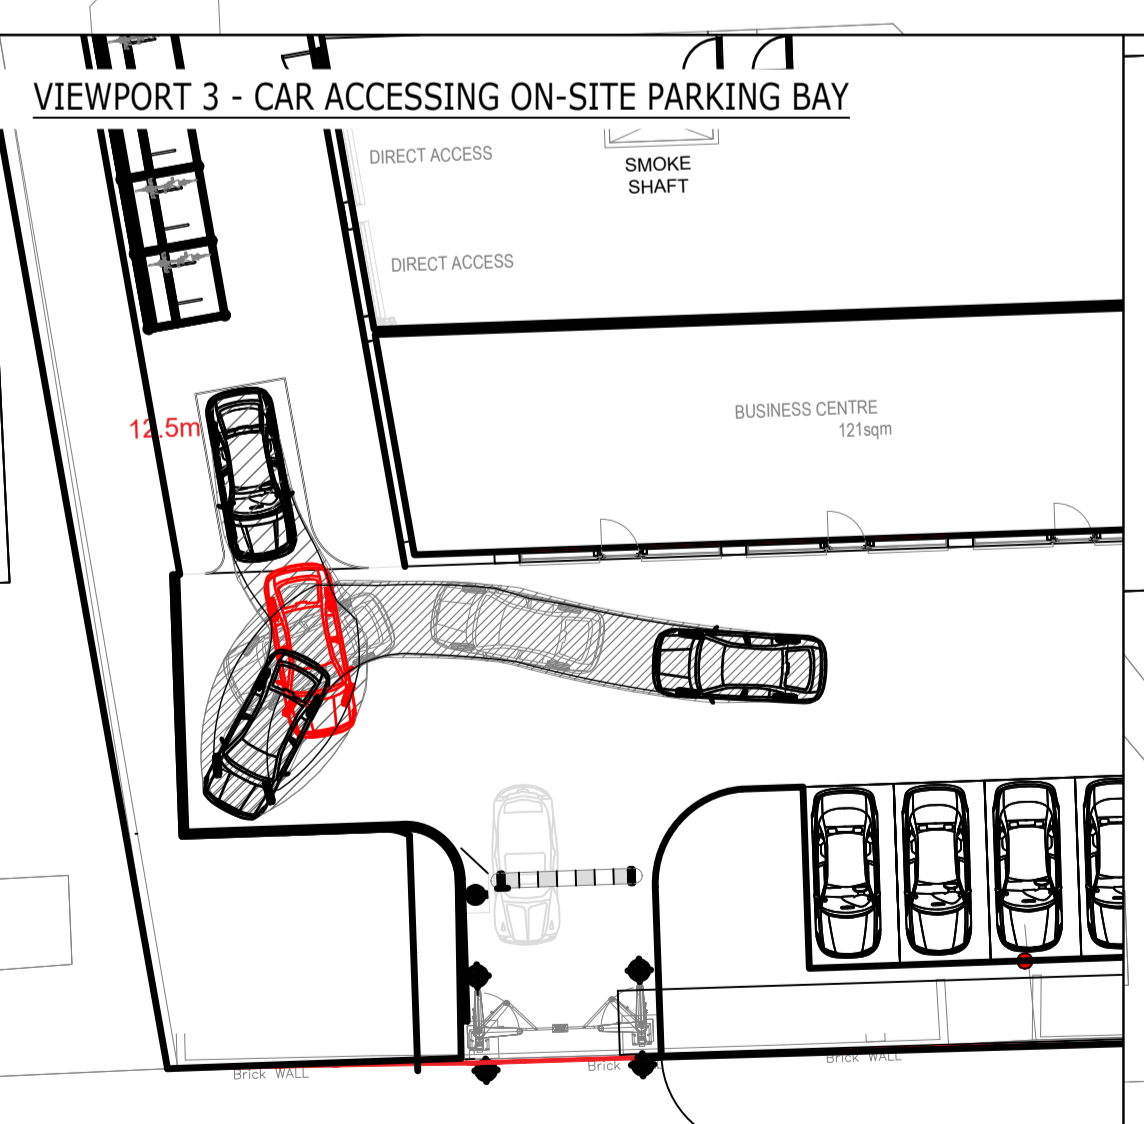 VIEWPORT 3 - CAR ACCESSING ON-SITE PARKING BAY
DIRECT ACCESS
SMOKE
SHAFT
DIRECT ACCESS
12.5m
BUSINESS CENTRE
121sqm
Brick WALL
Brick
Brick WALL